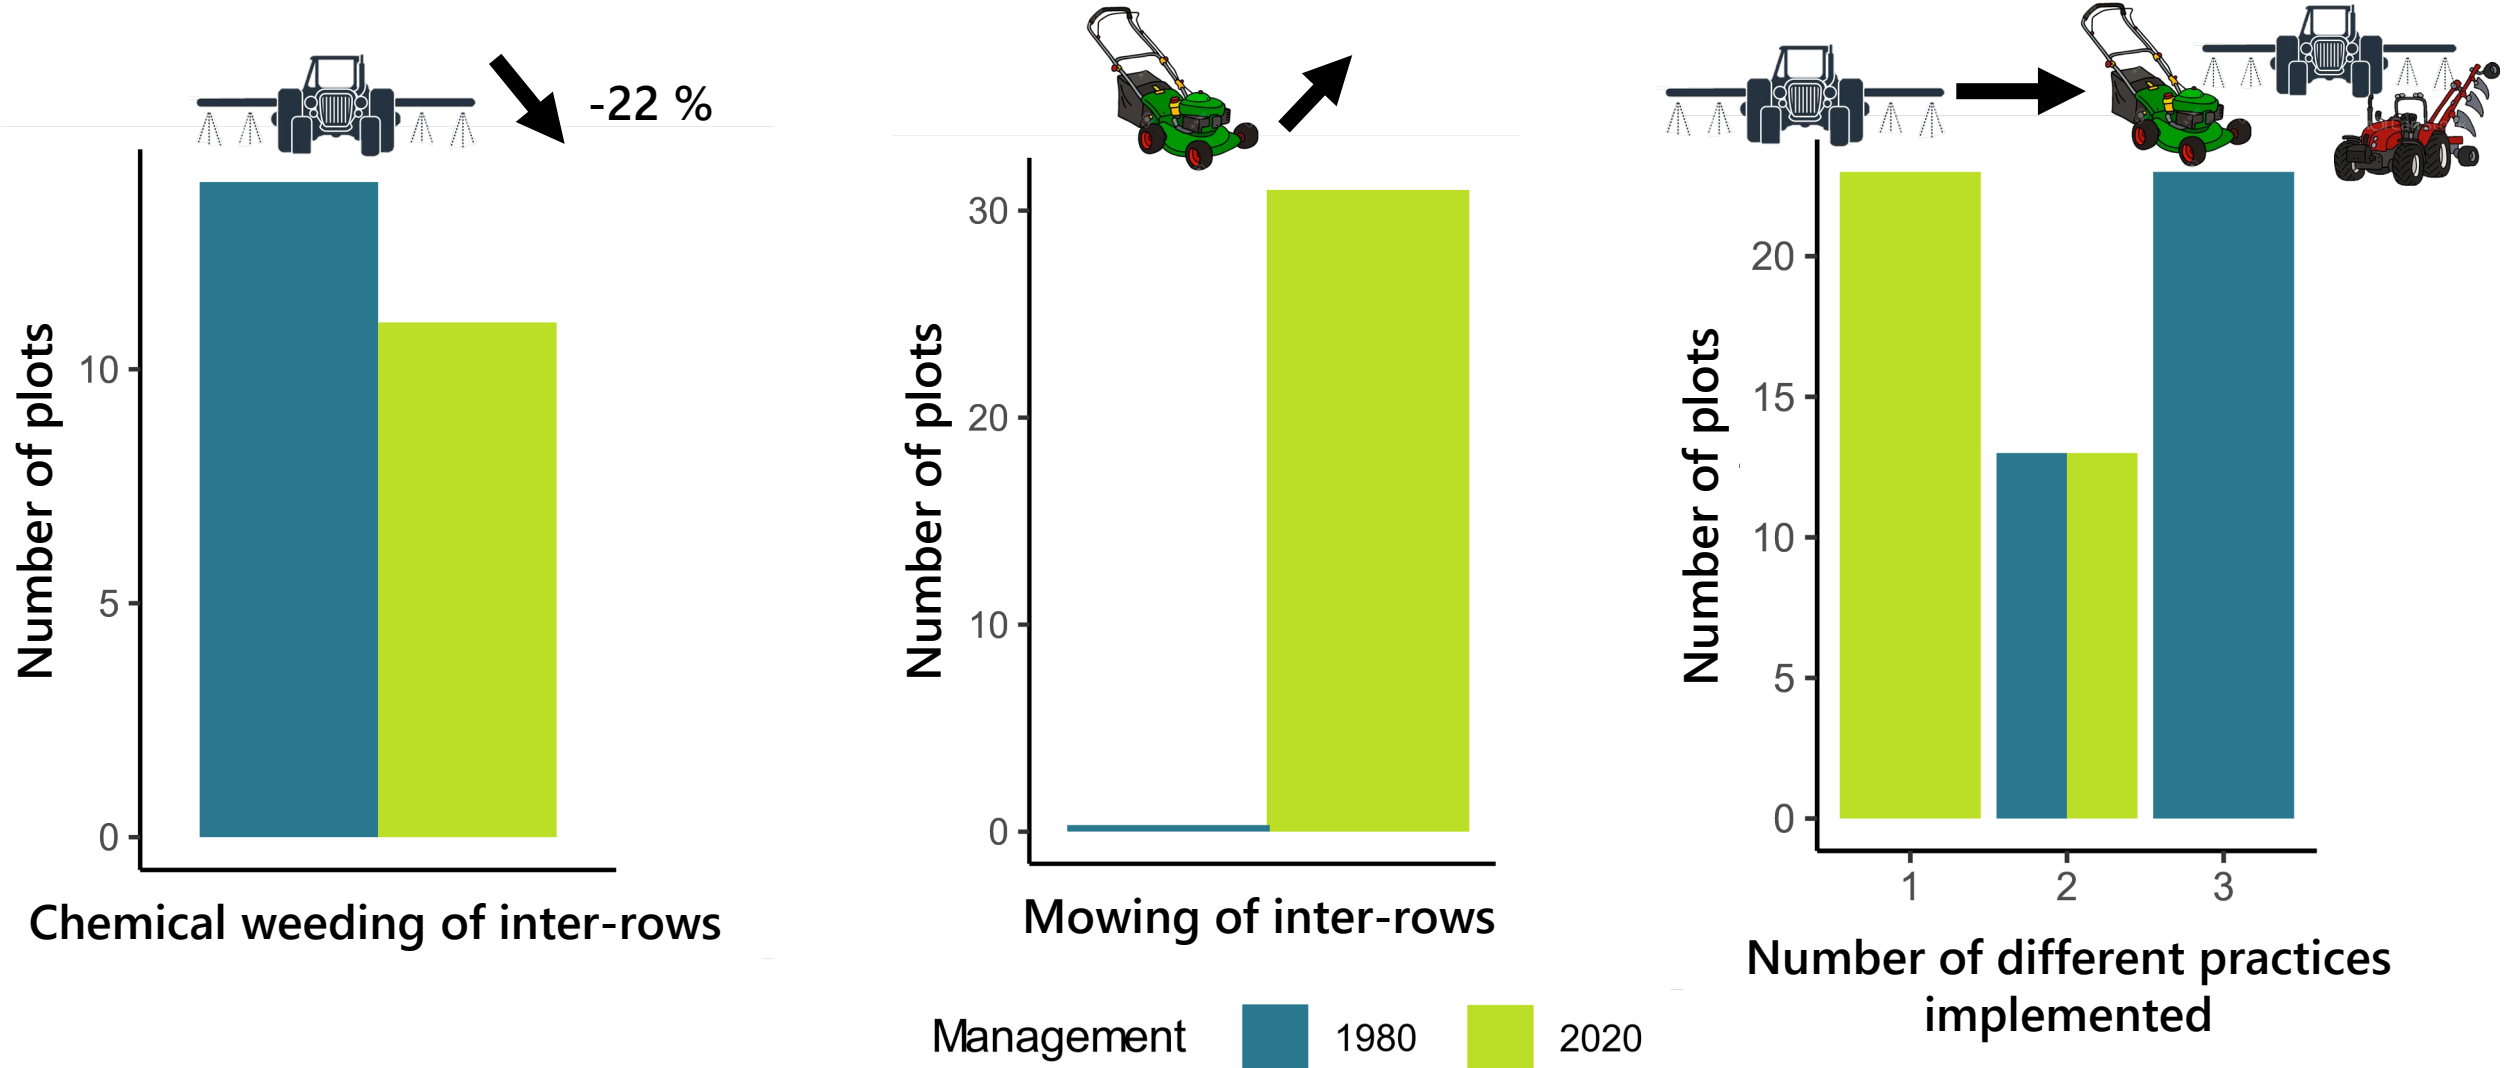 -22 %
Number of plots
10
5
0
Chemical weeding of inter-rows
Number of plots
30
20
10
0
Mowing of inter-rows
Number of plots
20
15
10
5
0
1 2 3
Number of different practices
implemented
Management 1980 2020